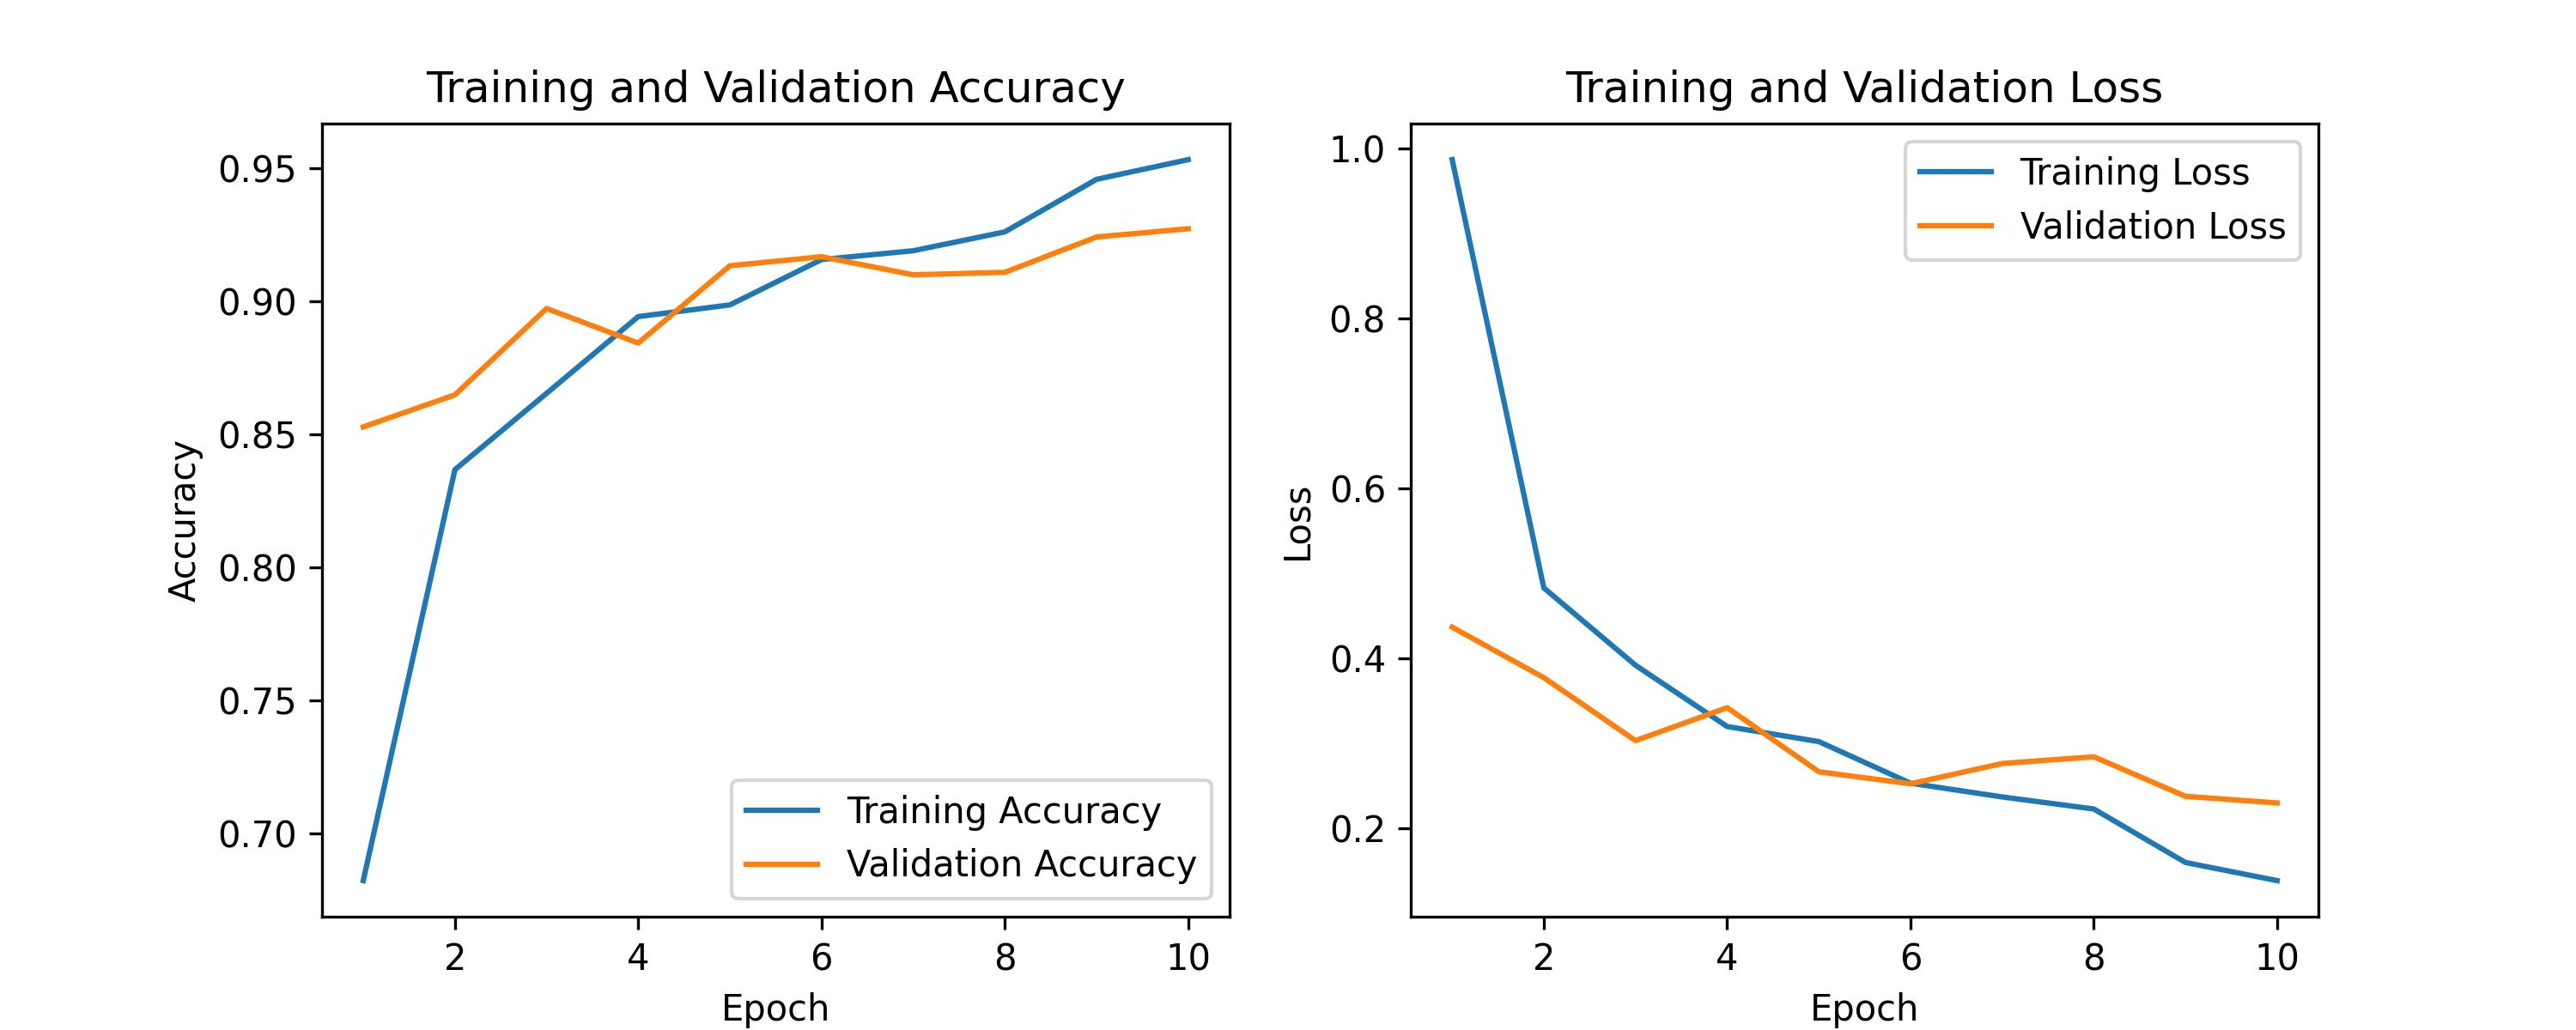 Training and Validation Accuracy
0.95
0.90
0.85
0.80
0.75
0.70
Accuracy
Training Accuracy
Validation Accuracy
2 4 6 8 10
Epoch
Training and Validation Loss
1.0
0.8
0.6
0.4
0.2
Loss
Training Loss
Validation Loss
2 4 6 8 10
Epoch